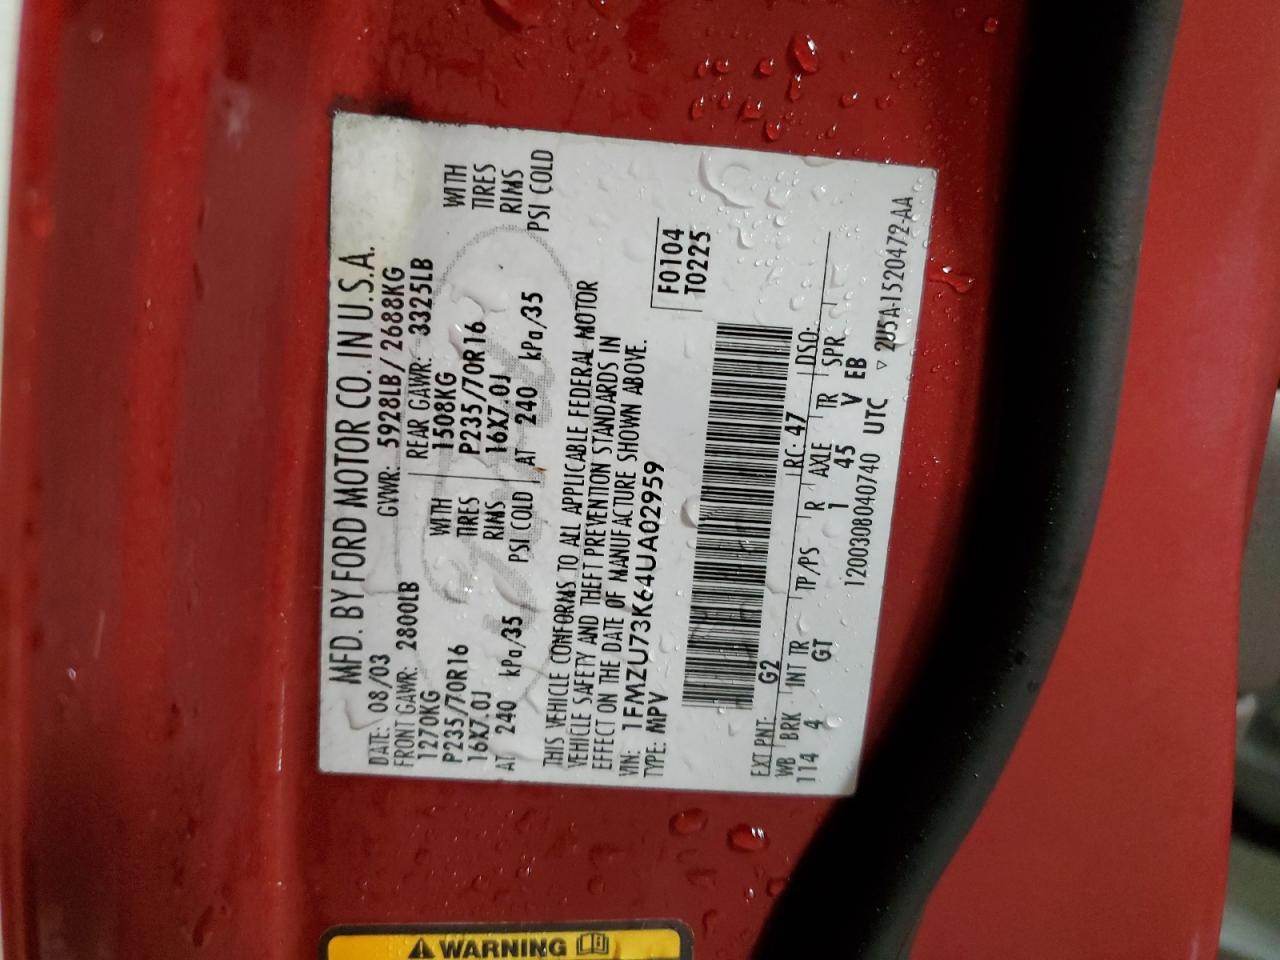 MFD. BY FORD MOTOR CO. IN U.S.A.
DATE: 08/03 GVWR: 5928LB/2688KG
FRONT GAWR: 2800LB REAR GAWR: 3325LB
1270KG WITH 1508KG WITH
P235/70R16 TIRES P235/70R16 TIRES
16X7.0J RIMS 16X7.0J RIMS
AT 240 kPa/35 PSI COLD AT 240 kPa/35 PSI COLD
THIS VEHICLE CONFORMS TO ALL APPLICABLE FEDERAL MOTOR
VEHICLE SAFETY AND THEFT PREVENTION STANDARDS IN
EFFECT ON THE DATE OF MANUFACTURE SHOWN ABOVE.
VIN: 1FMZU73K64UA02959 F0104
TYPE: MPV T0225
EXT PNT: G2 RC: 47 DSO:
WB BRK INT TR TP/PS R AXLE TR SPR
114 4 GT 1 45 V EB
1200308040740 UTC ▽ 2U5A-1520472-AA
⚠ WARNING